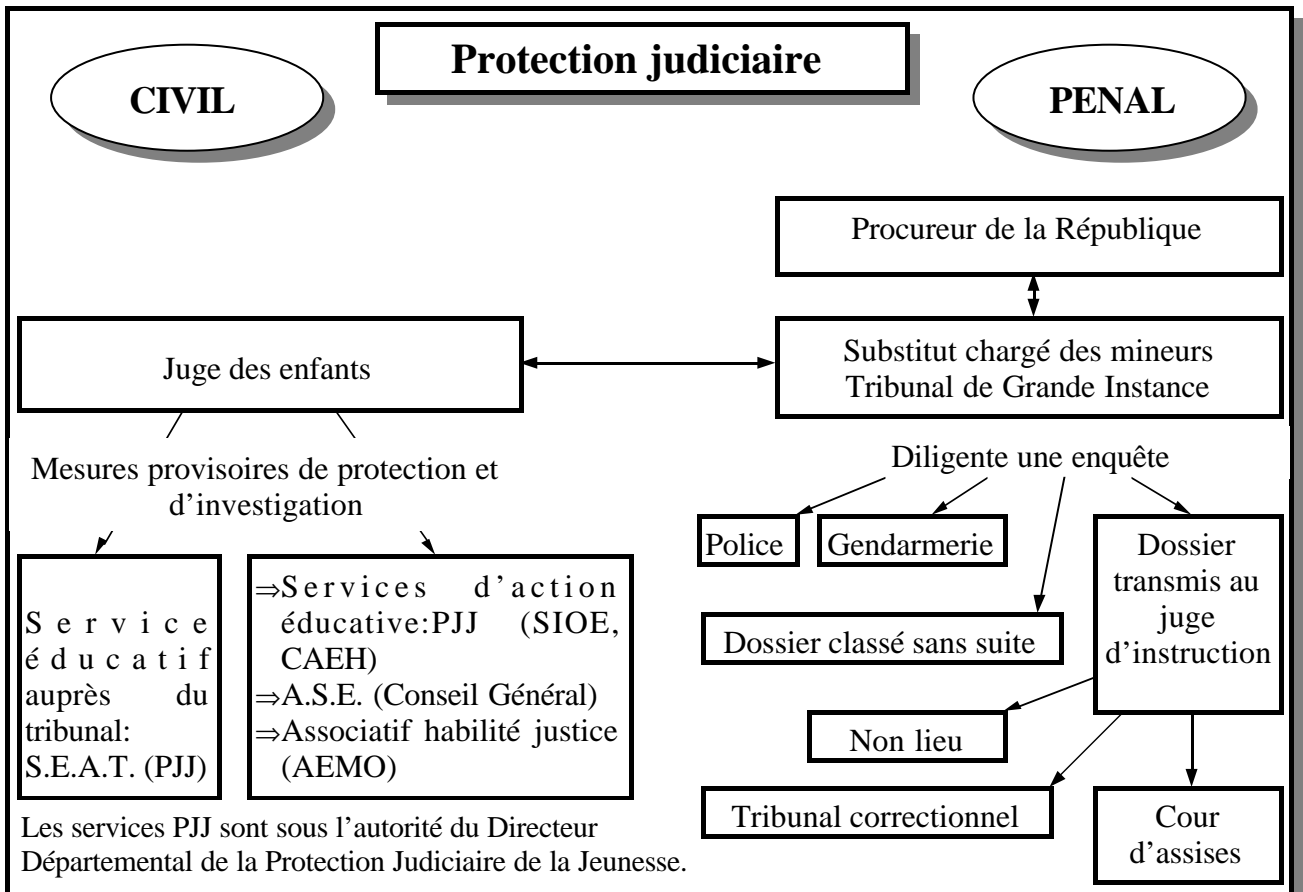 Protection judiciaire
CIVIL
PENAL
Procureur de la République
Juge des enfants
Substitut chargé des mineurs
Tribunal de Grande Instance
Mesures provisoires de protection et
d’investigation
Diligente une enquête
Police
Gendarmerie
Dossier
transmis au
juge
d’instruction
Dossier classé sans suite
Non lieu
Tribunal correctionnel
Cour
d’assises
Service
éducatif
auprès du
tribunal:
S.E.A.T. (PJJ)
⇒Services d’action
éducative:PJJ (SIOE,
CAEH)
⇒A.S.E. (Conseil Général)
⇒Associatif habilité justice
(AEMO)
Les services PJJ sont sous l’autorité du Directeur
Départemental de la Protection Judiciaire de la Jeunesse.